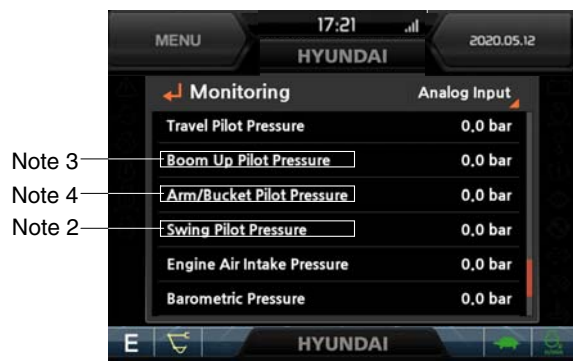 MENU
17:21
2020.05.12
HYUNDAI
Monitoring
Analog Input
Travel Pilot Pressure 0.0 bar
Note 3 Boom Up Pilot Pressure 0.0 bar
Note 4 Arm/Bucket Pilot Pressure 0.0 bar
Note 2 Swing Pilot Pressure 0.0 bar
Engine Air Intake Pressure 0.0 bar
Barometric Pressure 0.0 bar
E
HYUNDAI